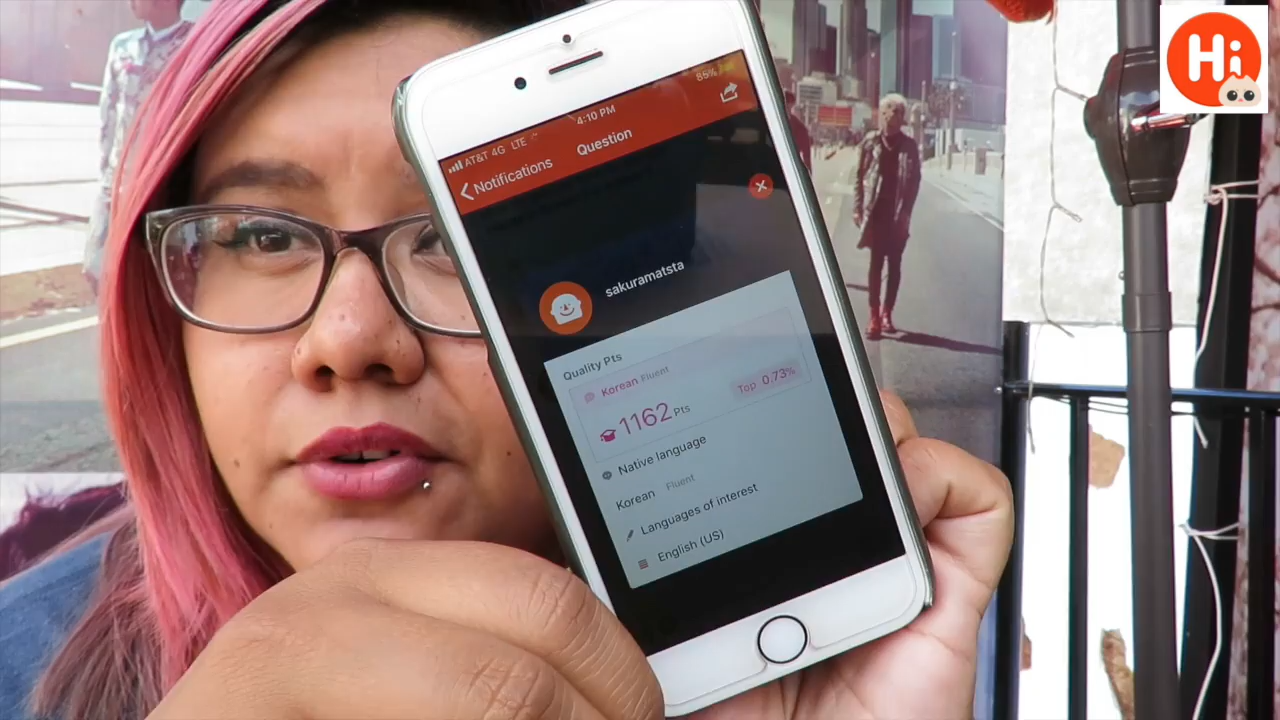 Hi
AT&T 4G LTE 4:10 PM 85%
Notifications Question
sakuramatsta
Quality Pts
Korean Fluent
1162 Pts Top 0.73%
Native language
Korean Fluent
Languages of interest
English (US)